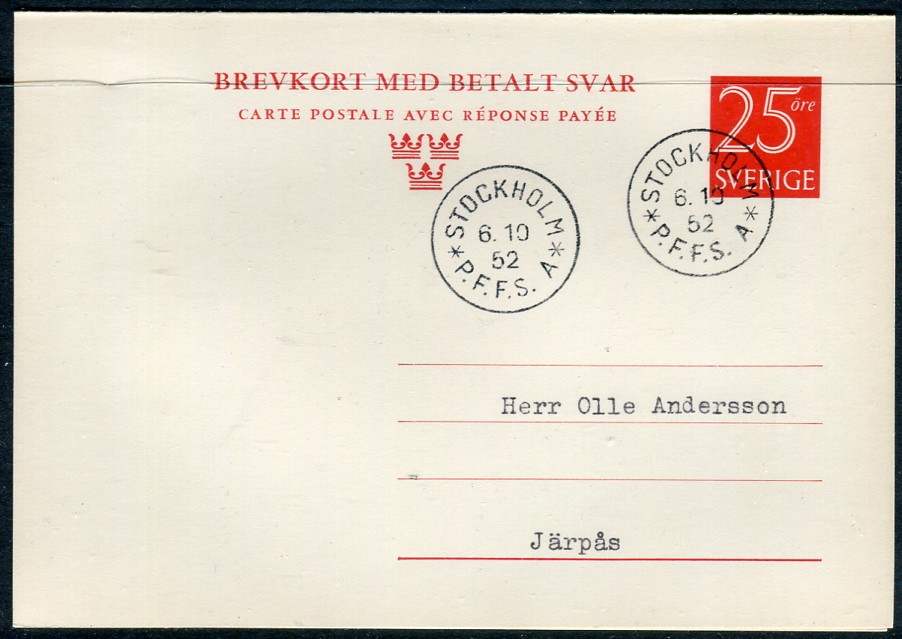 BREVKORT MED BETALT SVAR
CARTE POSTALE AVEC RÉPONSE PAYÉE
25 öre
SVERIGE
STOCKHOLM
6.10
52
* P.F.F.S. A *
STOCKHOLM
6.10
52
* P.F.F.S. A *
Herr Olle Andersson
Järpås